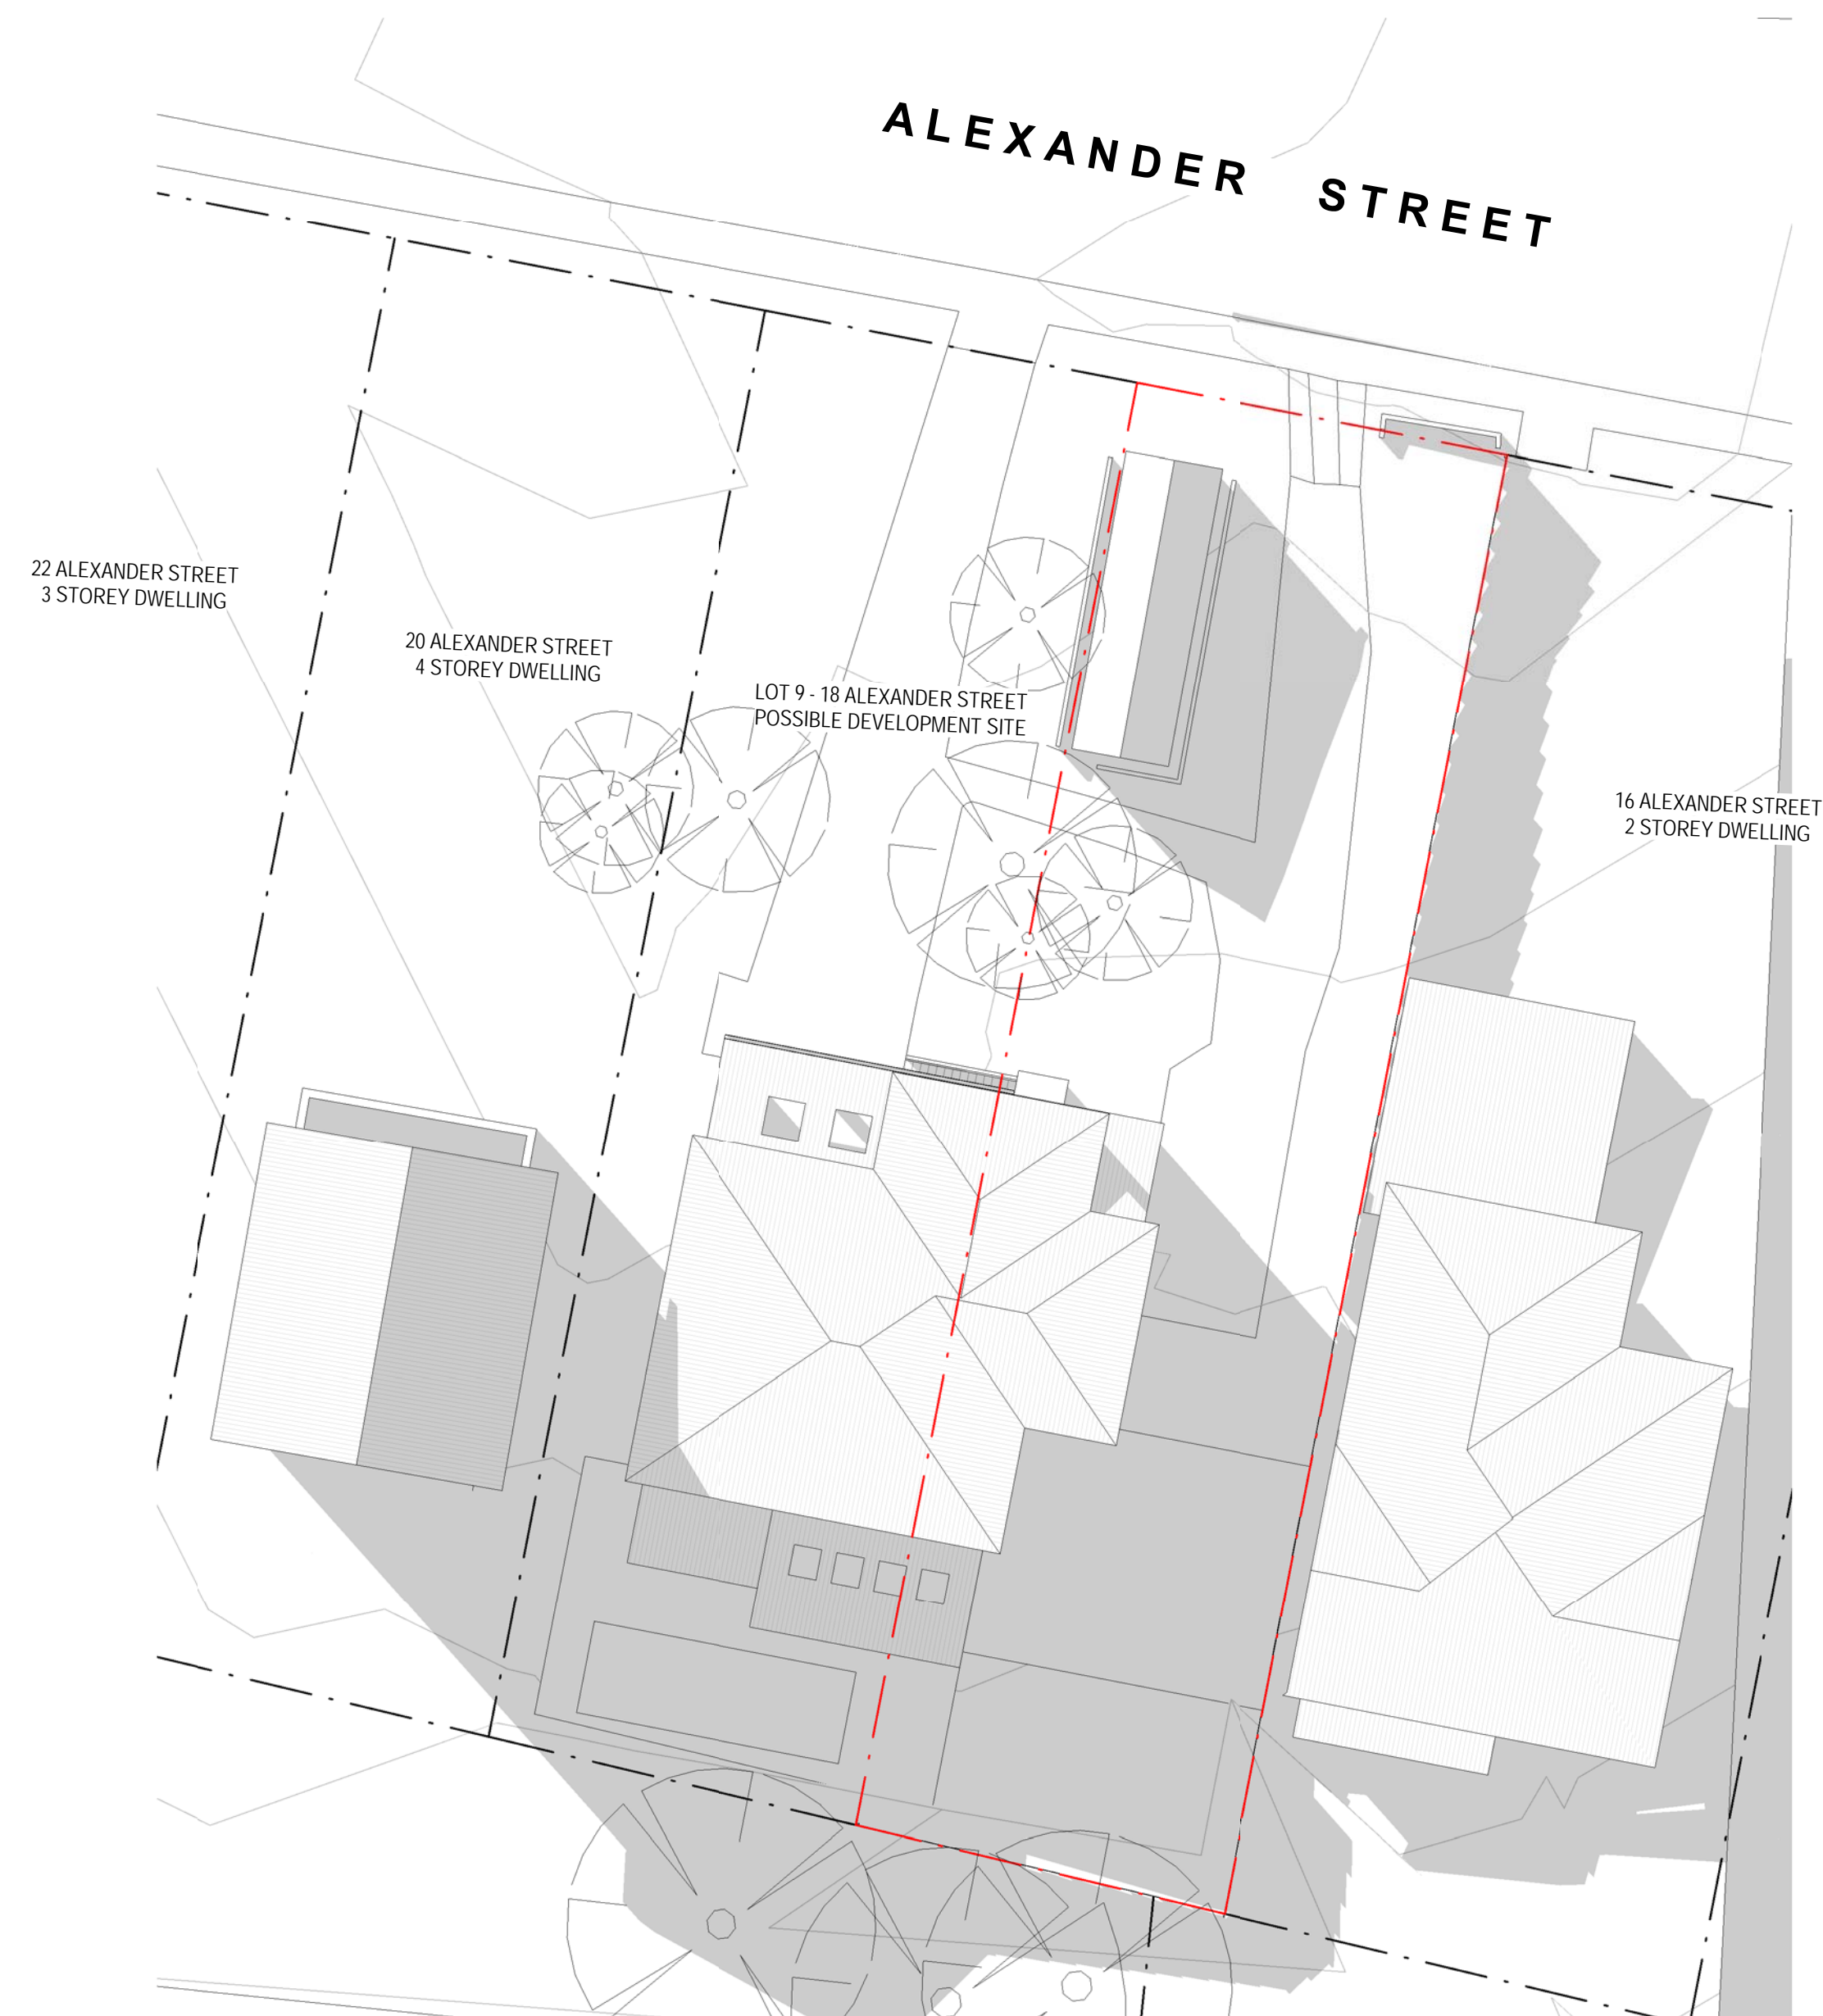 ALEXANDER STREET
22 ALEXANDER STREET
3 STOREY DWELLING
20 ALEXANDER STREET
4 STOREY DWELLING
LOT 9 - 18 ALEXANDER STREET
POSSIBLE DEVELOPMENT SITE
16 ALEXANDER STREET
2 STOREY DWELLING